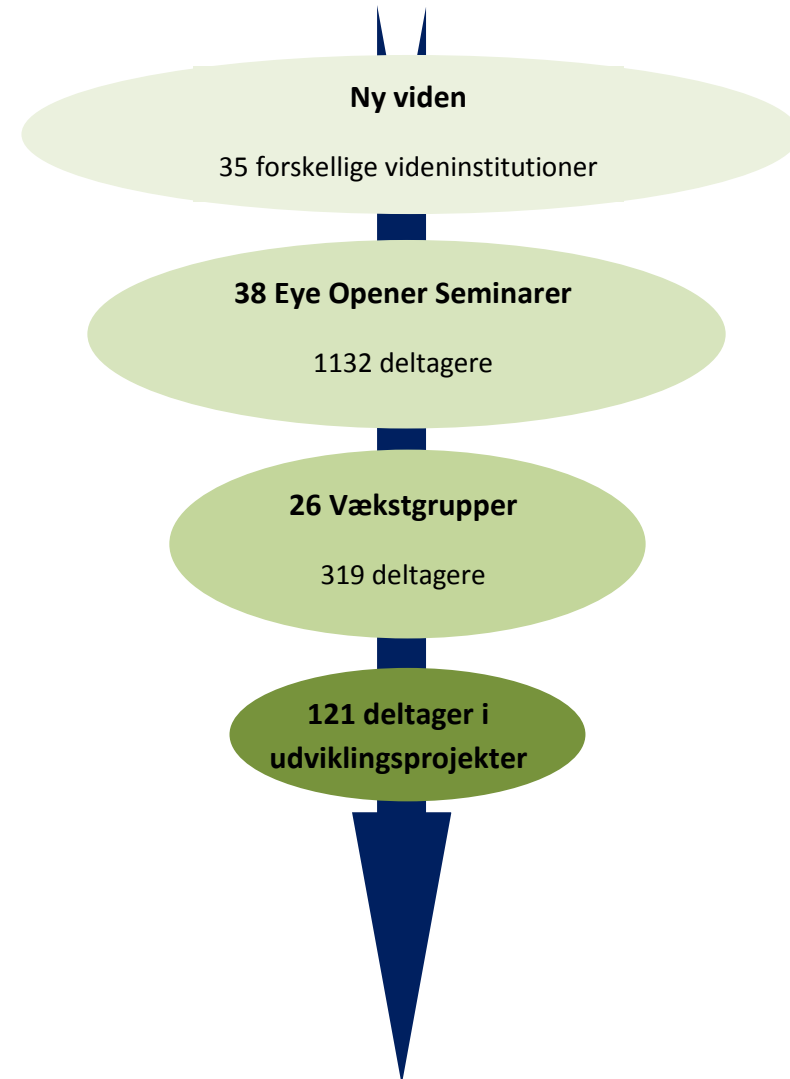 Ny viden
35 forskellige videninstitutioner
38 Eye Opener Seminarer
1132 deltagere
26 Vækstgrupper
319 deltagere
121 deltager i
udviklingsprojekter